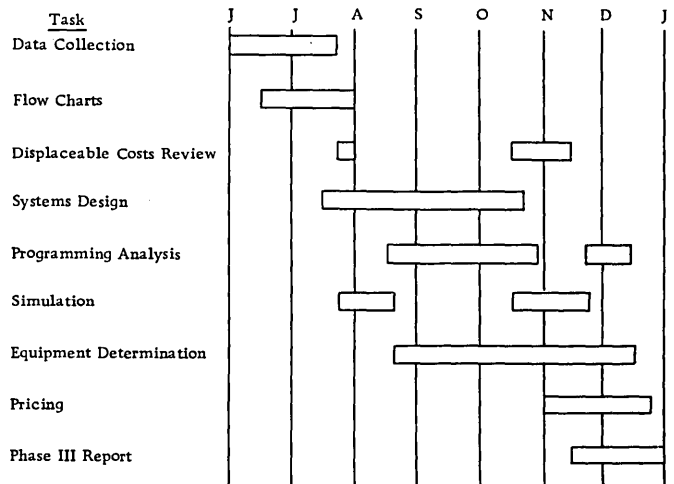 Task J J A S O N D J
Data Collection
Flow Charts
Displaceable Costs Review
Systems Design
Programming Analysis
Simulation
Equipment Determination
Pricing
Phase III Report